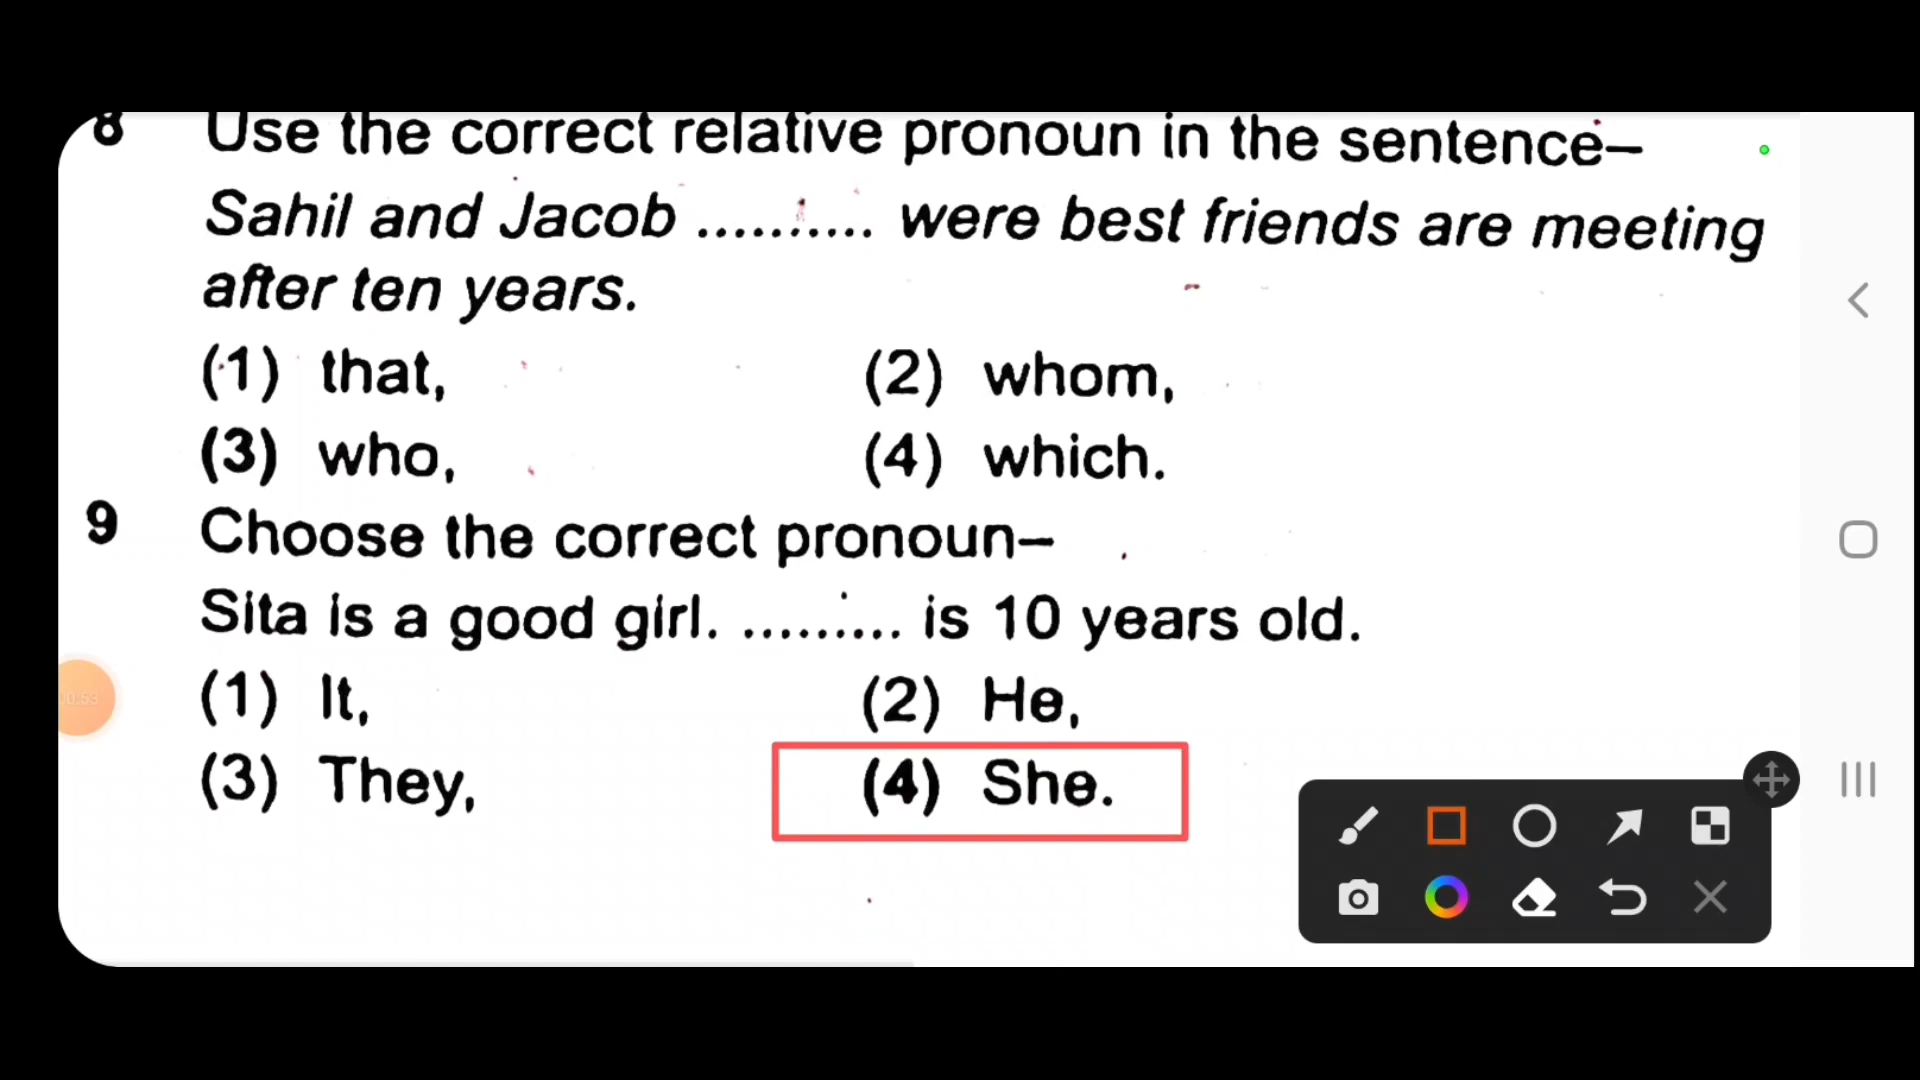 8 Use the correct relative pronoun in the sentence–
Sahil and Jacob .......... were best friends are meeting
after ten years.
(1) that, (2) whom,
(3) who, (4) which.
9 Choose the correct pronoun–
Sita is a good girl. ......... is 10 years old.
(1) It, (2) He,
(3) They, (4) She.